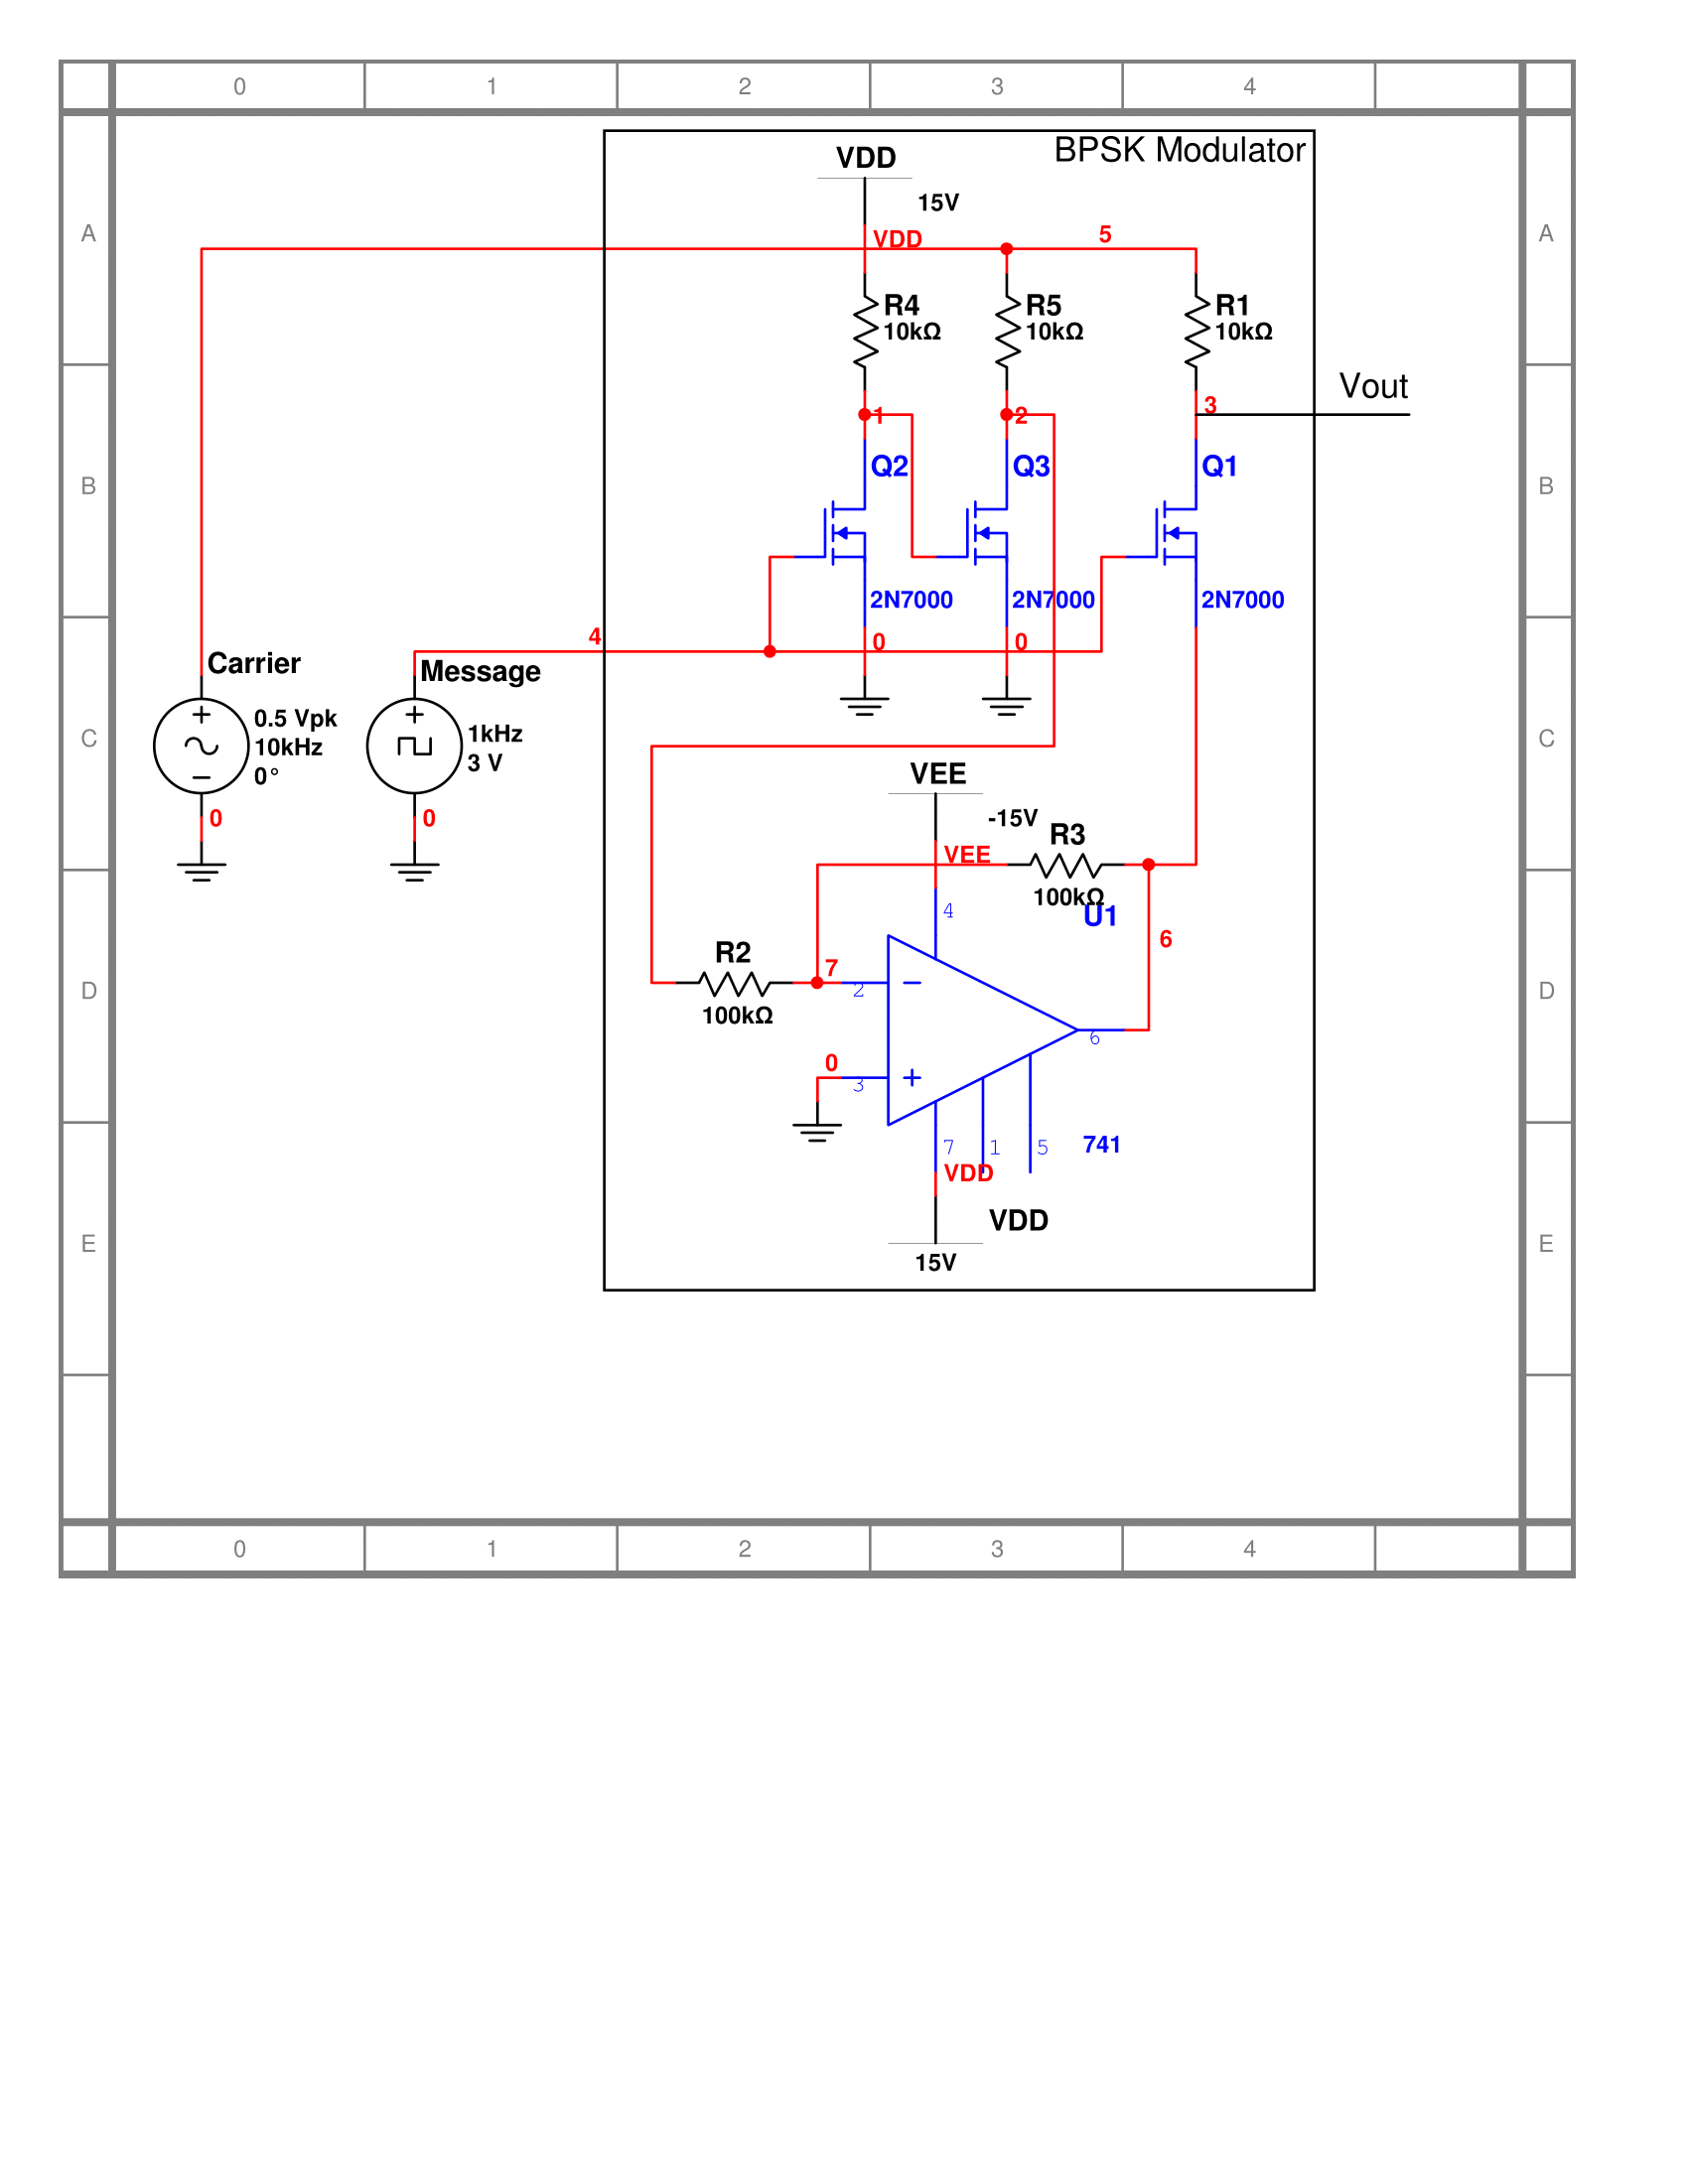 0 1 2 3 4
BPSK Modulator
VDD
15V
A A
VDD 5
R4 R5 R1
10kΩ 10kΩ 10kΩ
Vout
1 2 3
Q2 Q3 Q1
B B
2N7000 2N7000 2N7000
4 0 0
Carrier Message
0.5 Vpk
10kHz
0°
1kHz
3 V
C C
0 0
VEE
-15V
R3
VEE
100kΩ
U1
4
6
R2
7
2
D D
100kΩ
6
0
3
7 1 5 741
VDD
VDD
15V
E E
0 1 2 3 4